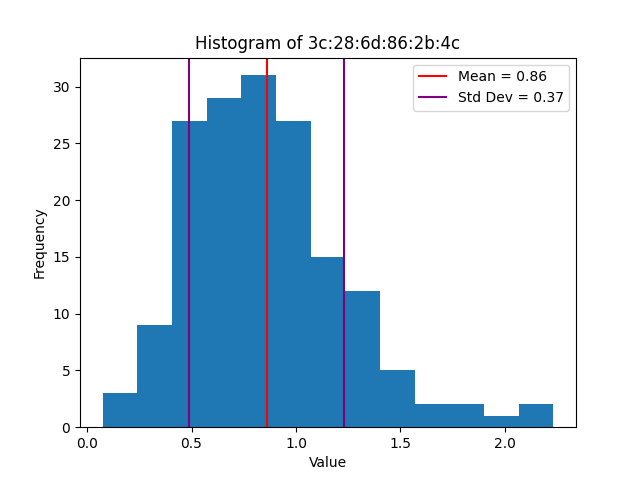 Histogram of 3c:28:6d:86:2b:4c
Mean = 0.86
Std Dev = 0.37
Frequency
30
25
20
15
10
5
0
0.0 0.5 1.0 1.5 2.0
Value